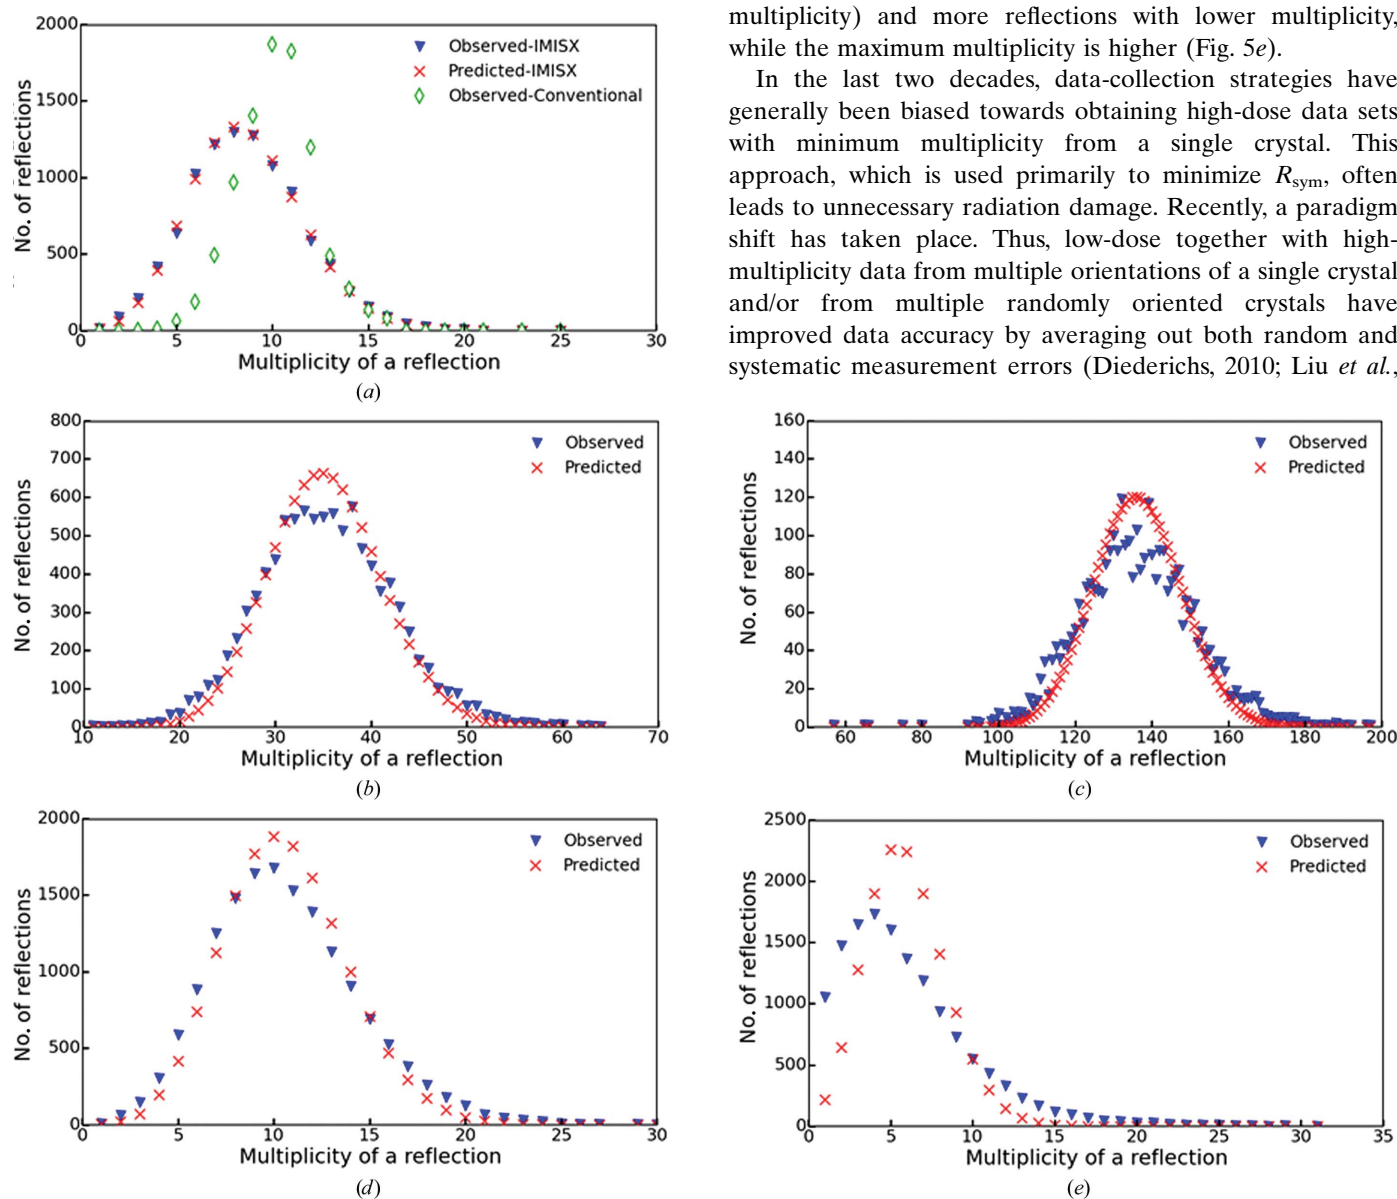 multiplicity) and more reflections with lower multiplicity,
while the maximum multiplicity is higher (Fig. 5e).
In the last two decades, data-collection strategies have
generally been biased towards obtaining high-dose data sets
with minimum multiplicity from a single crystal. This
approach, which is used primarily to minimize Rsym, often
leads to unnecessary radiation damage. Recently, a paradigm
shift has taken place. Thus, low-dose together with high-
multiplicity data from multiple orientations of a single crystal
and/or from multiple randomly oriented crystals have
improved data accuracy by averaging out both random and
systematic measurement errors (Diederichs, 2010; Liu et al.,
No. of reflections
2000
1500
1000
500
0
Observed-IMISX
Predicted-IMISX
Observed-Conventional
0 5 10 15 20 25 30
Multiplicity of a reflection
(a)
No. of reflections
800
700
600
500
400
300
200
100
0
Observed
Predicted
10 20 30 40 50 60 70
Multiplicity of a reflection
(b)
No. of reflections
160
140
120
100
80
60
40
20
0
Observed
Predicted
60 80 100 120 140 160 180 200
Multiplicity of a reflection
(c)
No. of reflections
2000
1500
1000
500
0
Observed
Predicted
0 5 10 15 20 25 30
Multiplicity of a reflection
(d)
No. of reflections
2500
2000
1500
1000
500
0
Observed
Predicted
0 5 10 15 20 25 30 35
Multiplicity of a reflection
(e)